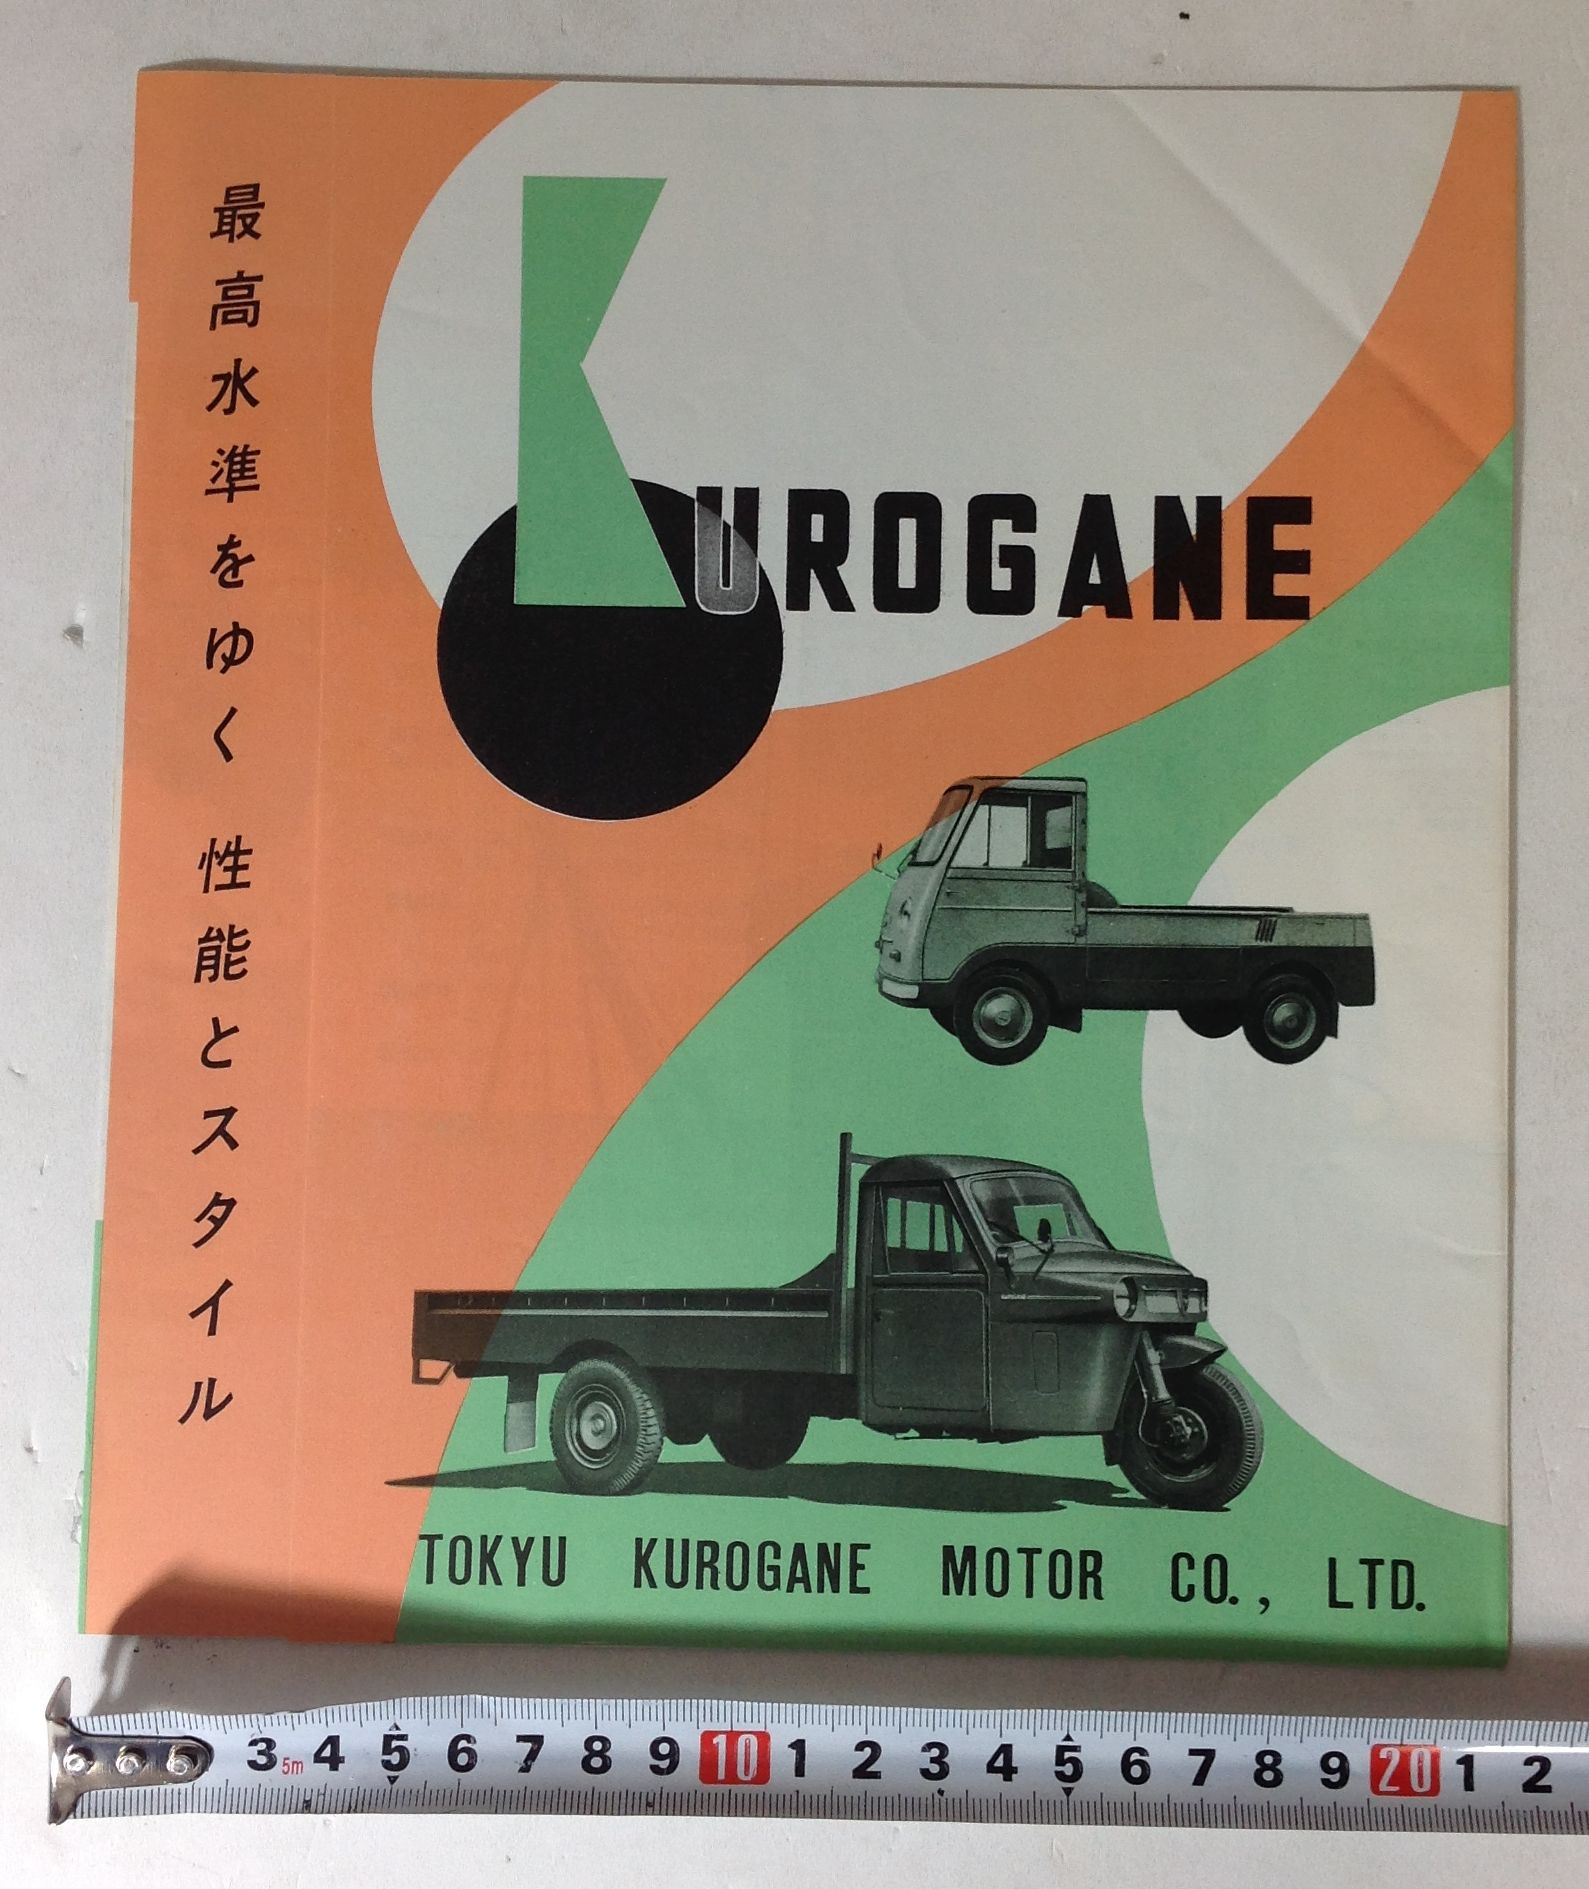 最高水準をゆく 性能とスタイル
KUROGANE
TOKYU KUROGANE MOTOR CO., LTD.
3 5m 4 5 6 7 8 9 10 1 2 3 4 5 6 7 8 9 20 1 2